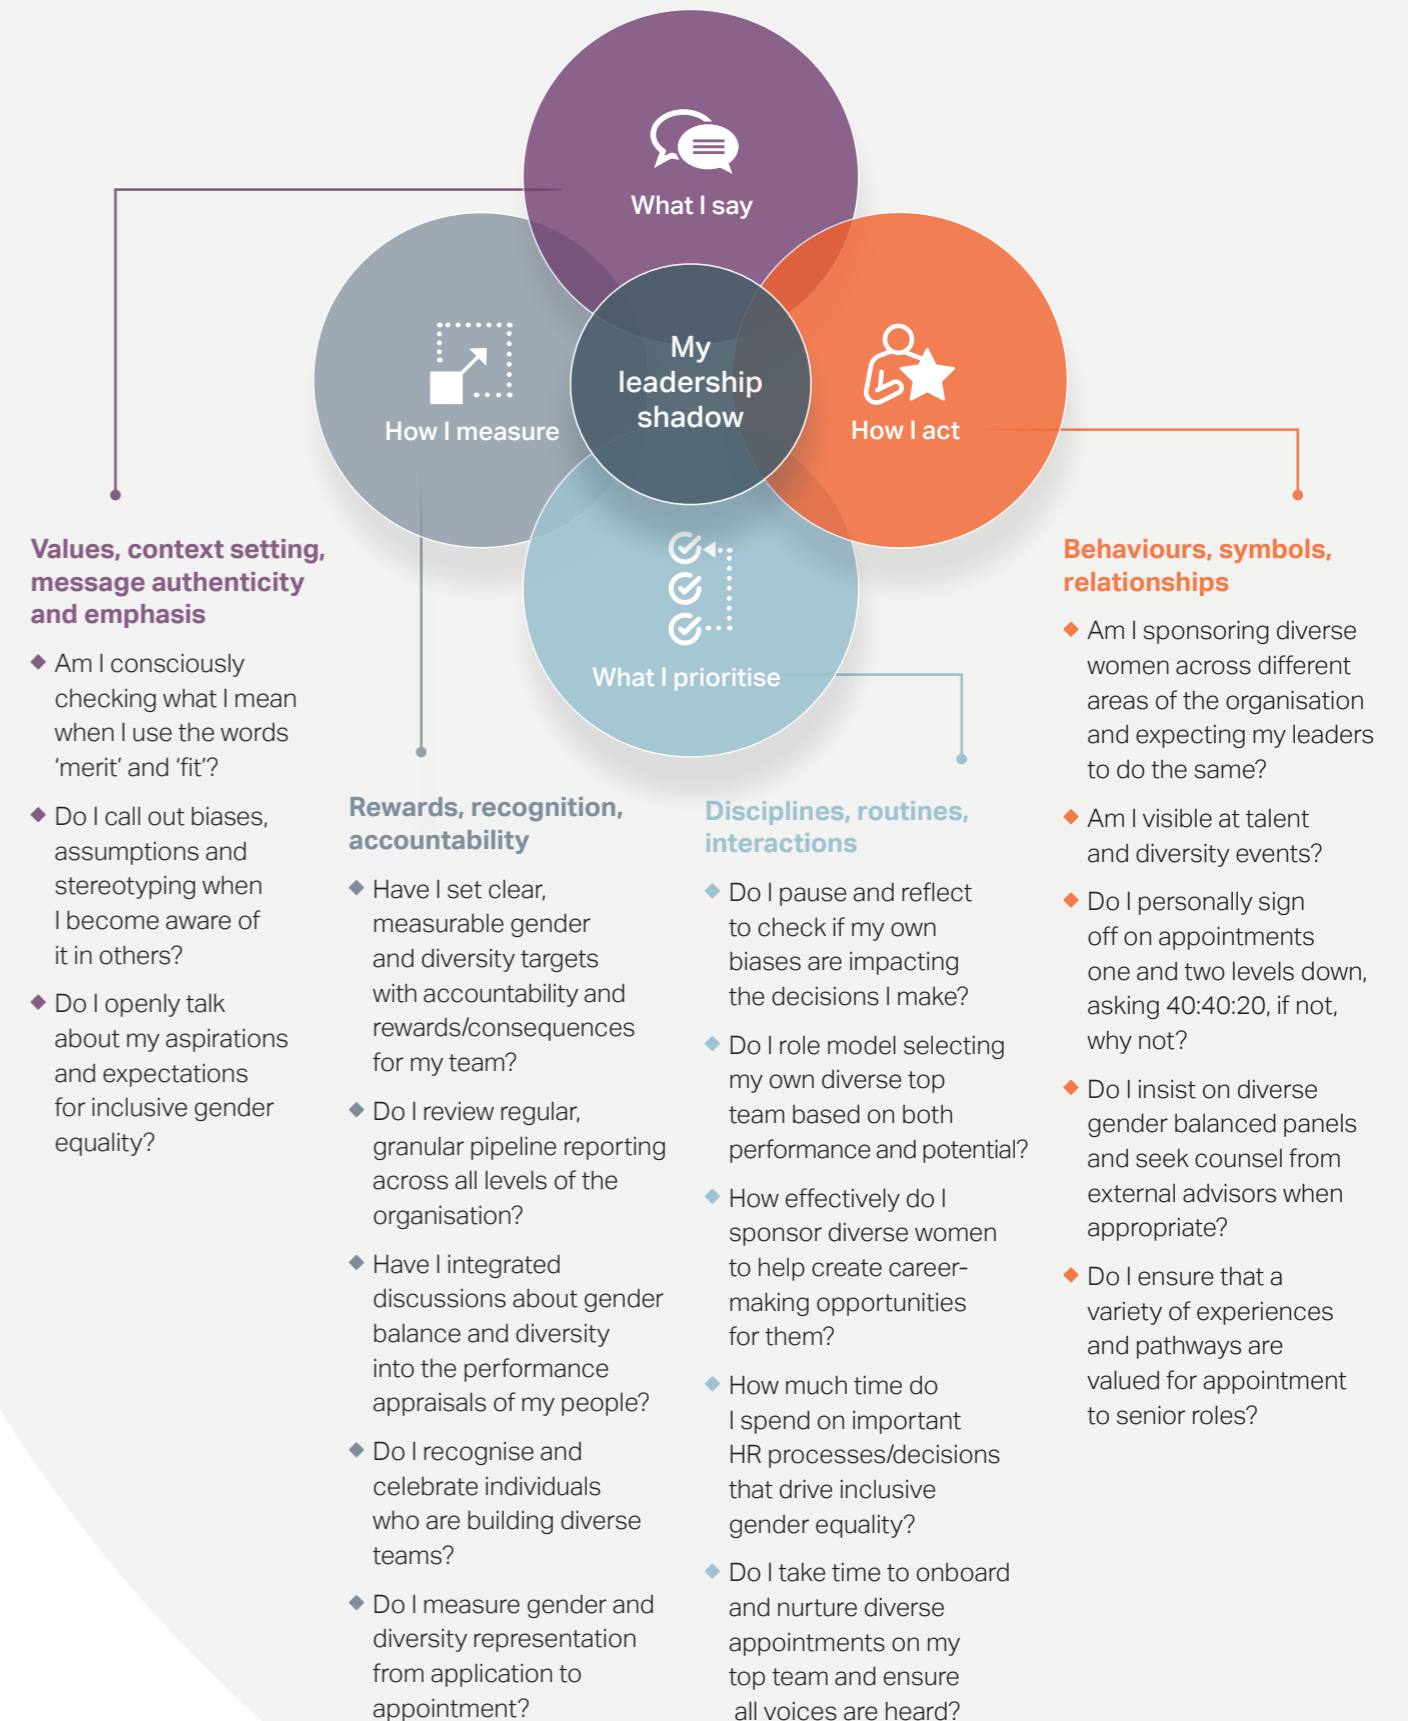 What I say
How I measure
My
leadership
shadow
How I act
What I prioritise
Values, context setting,
message authenticity
and emphasis
Am I consciously
checking what I mean
when I use the words
‘merit’ and ‘fit’?
Do I call out biases,
assumptions and
stereotyping when
I become aware of
it in others?
Do I openly talk
about my aspirations
and expectations
for inclusive gender
equality?
Rewards, recognition,
accountability
Have I set clear,
measurable gender
and diversity targets
with accountability and
rewards/consequences
for my team?
Do I review regular,
granular pipeline reporting
across all levels of the
organisation?
Have I integrated
discussions about gender
balance and diversity
into the performance
appraisals of my people?
Do I recognise and
celebrate individuals
who are building diverse
teams?
Do I measure gender and
diversity representation
from application to
appointment?
Disciplines, routines,
interactions
Do I pause and reflect
to check if my own
biases are impacting
the decisions I make?
Do I role model selecting
my own diverse top
team based on both
performance and potential?
How effectively do I
sponsor diverse women
to help create career-
making opportunities
for them?
How much time do
I spend on important
HR processes/decisions
that drive inclusive
gender equality?
Do I take time to onboard
and nurture diverse
appointments on my
top team and ensure
all voices are heard?
Behaviours, symbols,
relationships
Am I sponsoring diverse
women across different
areas of the organisation
and expecting my leaders
to do the same?
Am I visible at talent
and diversity events?
Do I personally sign
off on appointments
one and two levels down,
asking 40:40:20, if not,
why not?
Do I insist on diverse
gender balanced panels
and seek counsel from
external advisors when
appropriate?
Do I ensure that a
variety of experiences
and pathways are
valued for appointment
to senior roles?